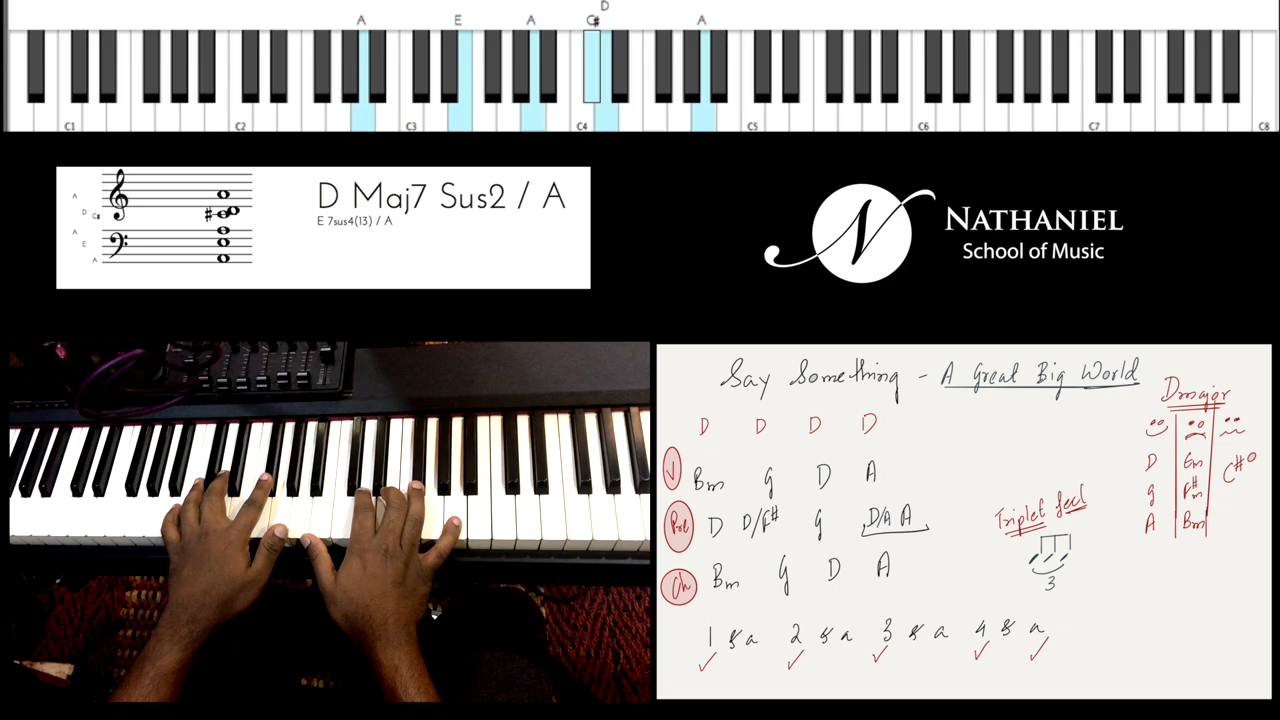 D
A E A C# A
C1 C2 C3 C4 C5 C6 C7 C8
D Maj7 Sus2 / A
E 7sus4(13) / A
A
D
C#
A
E
A
N
NATHANIEL
School of Music
Say Something - A Great Big World
D D D D
V Bm G D A
Pre D D/F# G D/A A
Ch Bm G D A
1 & a 2 & a 3 & a 4 & a
Triplet feel
3
D major
D Em C#o
G F#m
A Bm